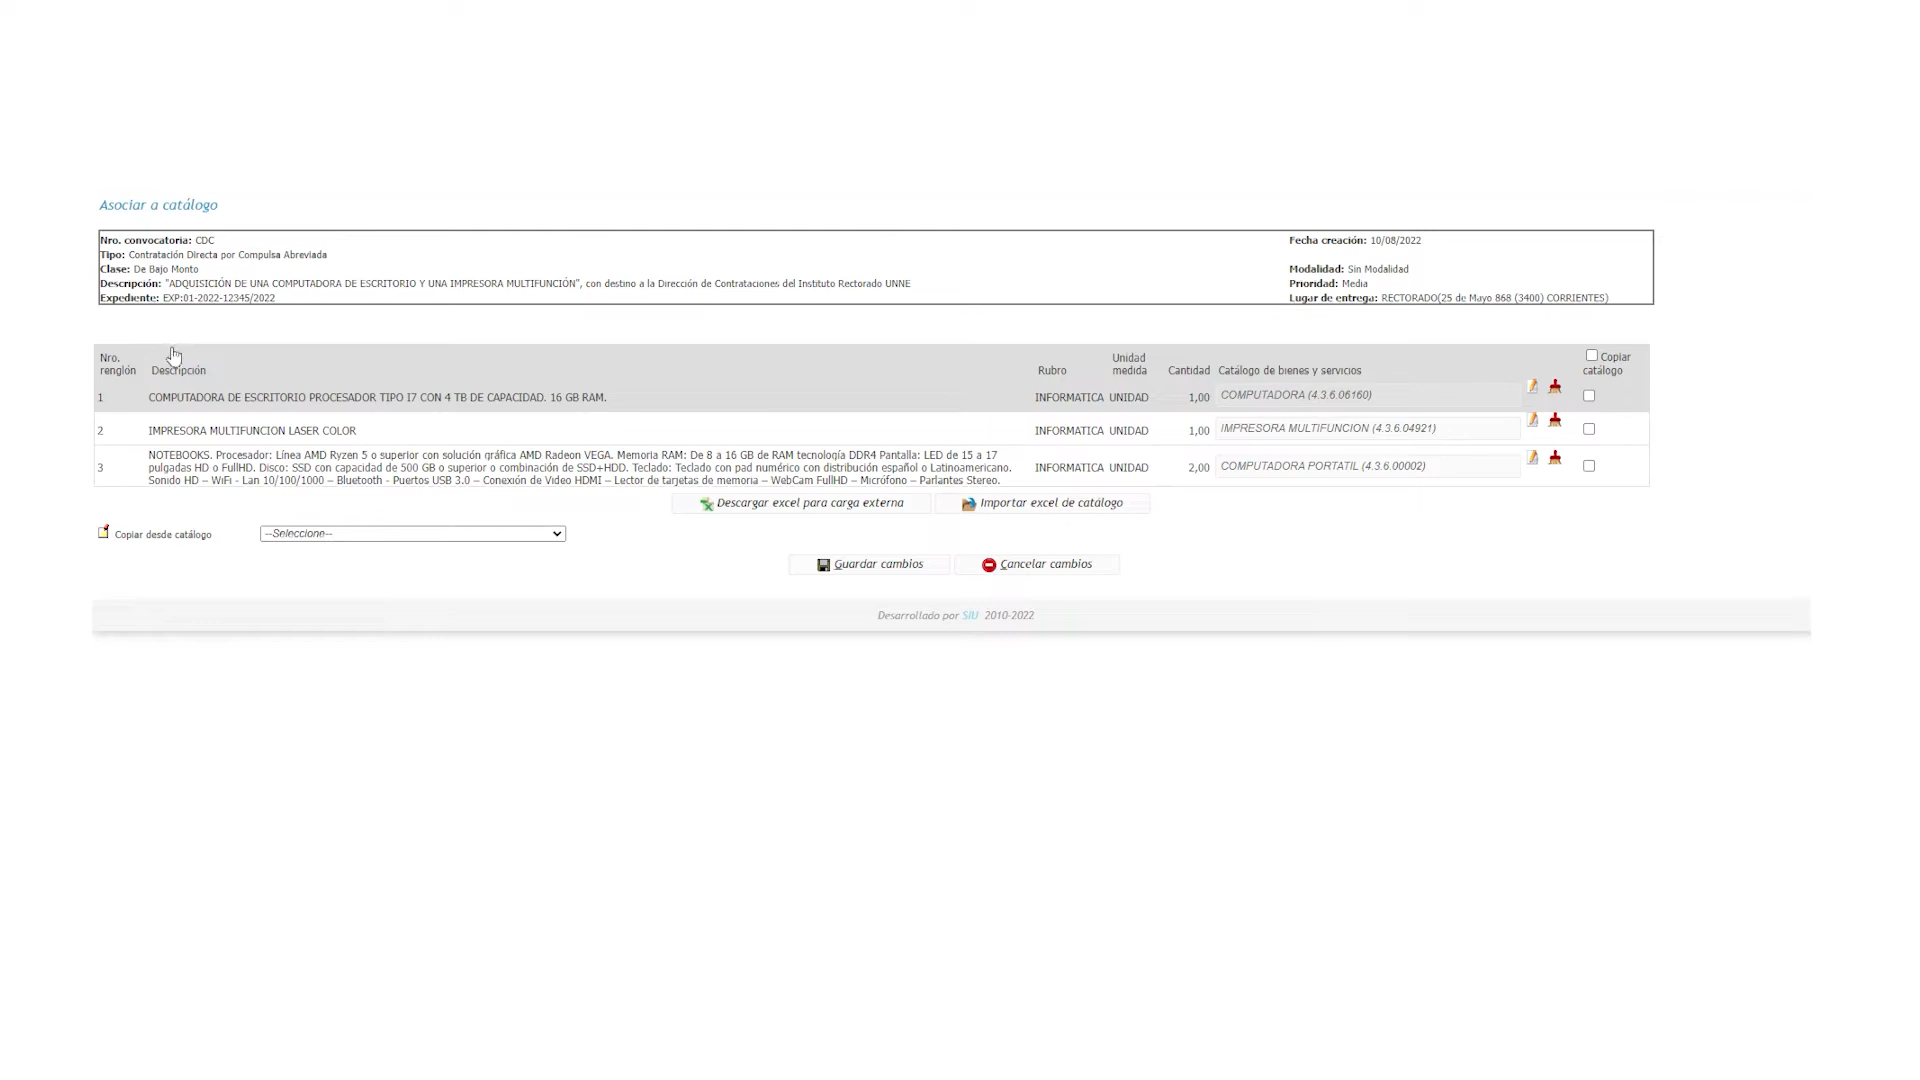 Asociar a catálogo
Nro. convocatoria: CDC
Fecha creación: 10/08/2022
Tipo: Contratación Directa por Compulsa Abreviada
Clase: De Bajo Monto
Modalidad: Sin Modalidad
Descripción: "ADQUISICIÓN DE UNA COMPUTADORA DE ESCRITORIO Y UNA IMPRESORA MULTIFUNCIÓN", con destino a la Dirección de Contrataciones del Instituto Rectorado UNNE
Prioridad: Media
Expediente: EXP:01-2022-12345/2022
Lugar de entrega: RECTORADO(25 de Mayo 868 (3400) CORRIENTES)
Nro. renglón Descripción Rubro Unidad medida Cantidad Catálogo de bienes y servicios Copiar catálogo
1 COMPUTADORA DE ESCRITORIO PROCESADOR TIPO I7 CON 4 TB DE CAPACIDAD. 16 GB RAM. INFORMATICA UNIDAD 1,00 COMPUTADORA (4.3.6.06160)
2 IMPRESORA MULTIFUNCION LASER COLOR INFORMATICA UNIDAD 1,00 IMPRESORA MULTIFUNCION (4.3.6.04921)
NOTEBOOKS. Procesador: Línea AMD Ryzen 5 o superior con solución gráfica AMD Radeon VEGA. Memoria RAM: De 8 a 16 GB de RAM tecnología DDR4 Pantalla: LED de 15 a 17
3 pulgadas HD o FullHD. Disco: SSD con capacidad de 500 GB o superior o combinación de SSD+HDD. Teclado: Teclado con pad numérico con distribución español o Latinoamericano. INFORMATICA UNIDAD 2,00 COMPUTADORA PORTATIL (4.3.6.00002)
Sonido HD – WiFi - Lan 10/100/1000 – Bluetooth - Puertos USB 3.0 – Conexión de Video HDMI – Lector de tarjetas de memoria – WebCam FullHD – Micrófono – Parlantes Stereo.
Descargar excel para carga externa Importar excel de catálogo
Copiar desde catálogo --Seleccione--
Guardar cambios Cancelar cambios
Desarrollado por SIU 2010-2022